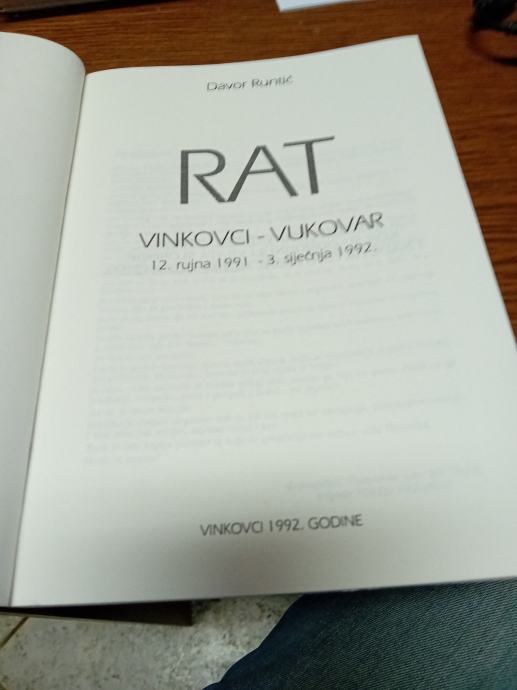 Davor Runtić
RAT
VINKOVCI - VUKOVAR
12. rujna 1991 - 3. siječnja 1992.
VINKOVCI 1992. GODINE